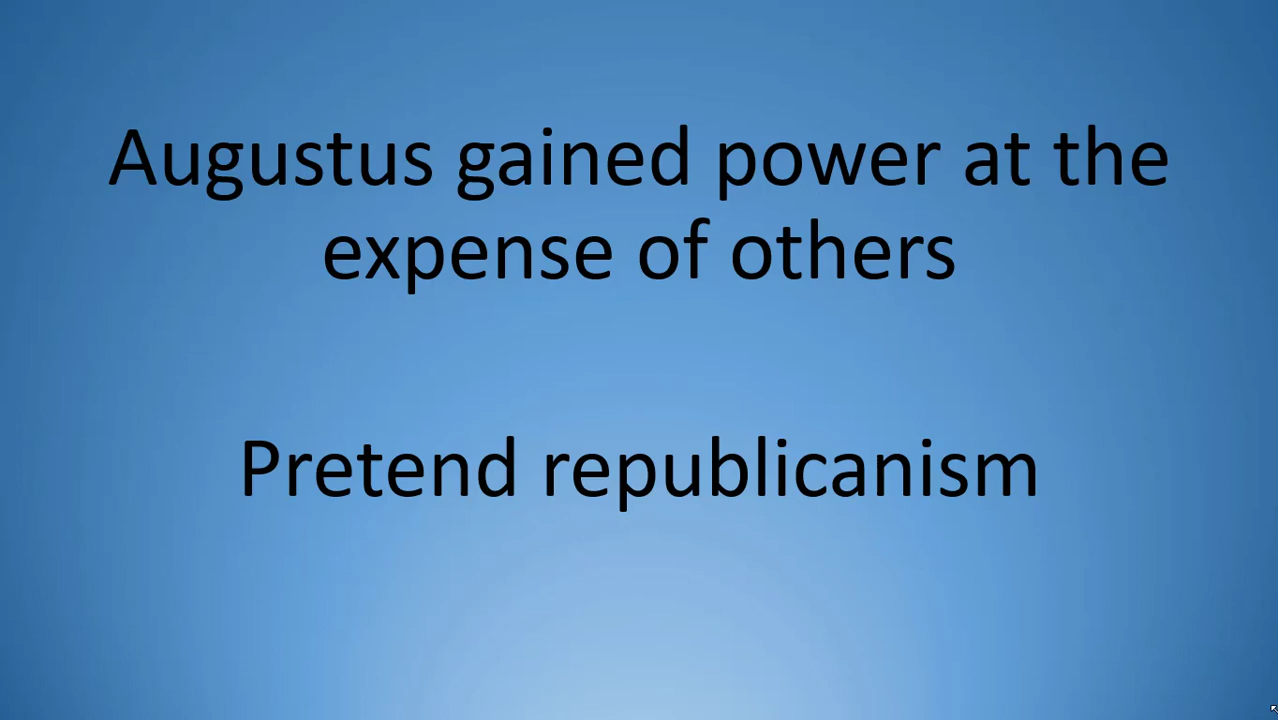 Augustus gained power at the
expense of others
Pretend republicanism